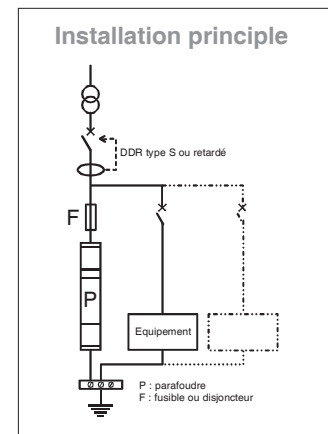 Installation principle
DDR type S ou retardé
F
P
Equipement
P : parafoudre
F : fusible ou disjoncteur